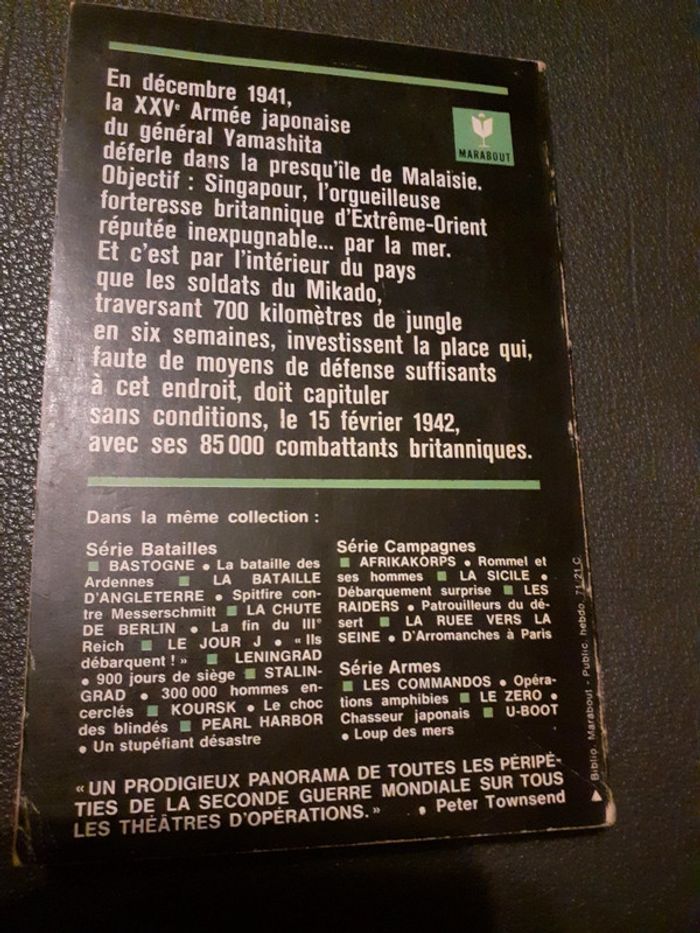 En décembre 1941,
la XXVe Armée japonaise
du général Yamashita
déferle dans la presqu'île de Malaisie.
Objectif : Singapour, l'orgueilleuse
forteresse britannique d'Extrême-Orient
réputée inexpugnable... par la mer.
Et c'est par l'intérieur du pays
que les soldats du Mikado,
traversant 700 kilomètres de jungle
en six semaines, investissent la place qui,
faute de moyens de défense suffisants
à cet endroit, doit capituler
sans conditions, le 15 février 1942,
avec ses 85 000 combattants britanniques.
MARABOUT
Dans la même collection :
Série Batailles
■ BASTOGNE • La bataille des
Ardennes ■ LA BATAILLE
D'ANGLETERRE • Spitfire con-
tre Messerschmitt ■ LA CHUTE
DE BERLIN • La fin du IIIe
Reich ■ LE JOUR J • « Ils
débarquent ! » ■ LENINGRAD
• 900 jours de siège ■ STALIN-
GRAD • 300 000 hommes en-
cerclés ■ KOURSK • Le choc
des blindés ■ PEARL HARBOR
• Un stupéfiant désastre
Série Campagnes
■ AFRIKAKORPS • Rommel et
ses hommes ■ LA SICILE •
Débarquement surprise ■ LES
RAIDERS • Patrouilleurs du dé-
sert ■ LA RUEE VERS LA
SEINE • D'Arromanches à Paris
Série Armes
■ LES COMMANDOS • Opéra-
tions amphibies ■ LE ZERO •
Chasseur japonais ■ U-BOOT
• Loup des mers
« UN PRODIGIEUX PANORAMA DE TOUTES LES PÉRIPÉ-
TIES DE LA SECONDE GUERRE MONDIALE SUR TOUS
LES THÉÂTRES D'OPÉRATIONS. » • Peter Townsend
▲ Biblio. Marabout - Public. hebdo. 71/21 C